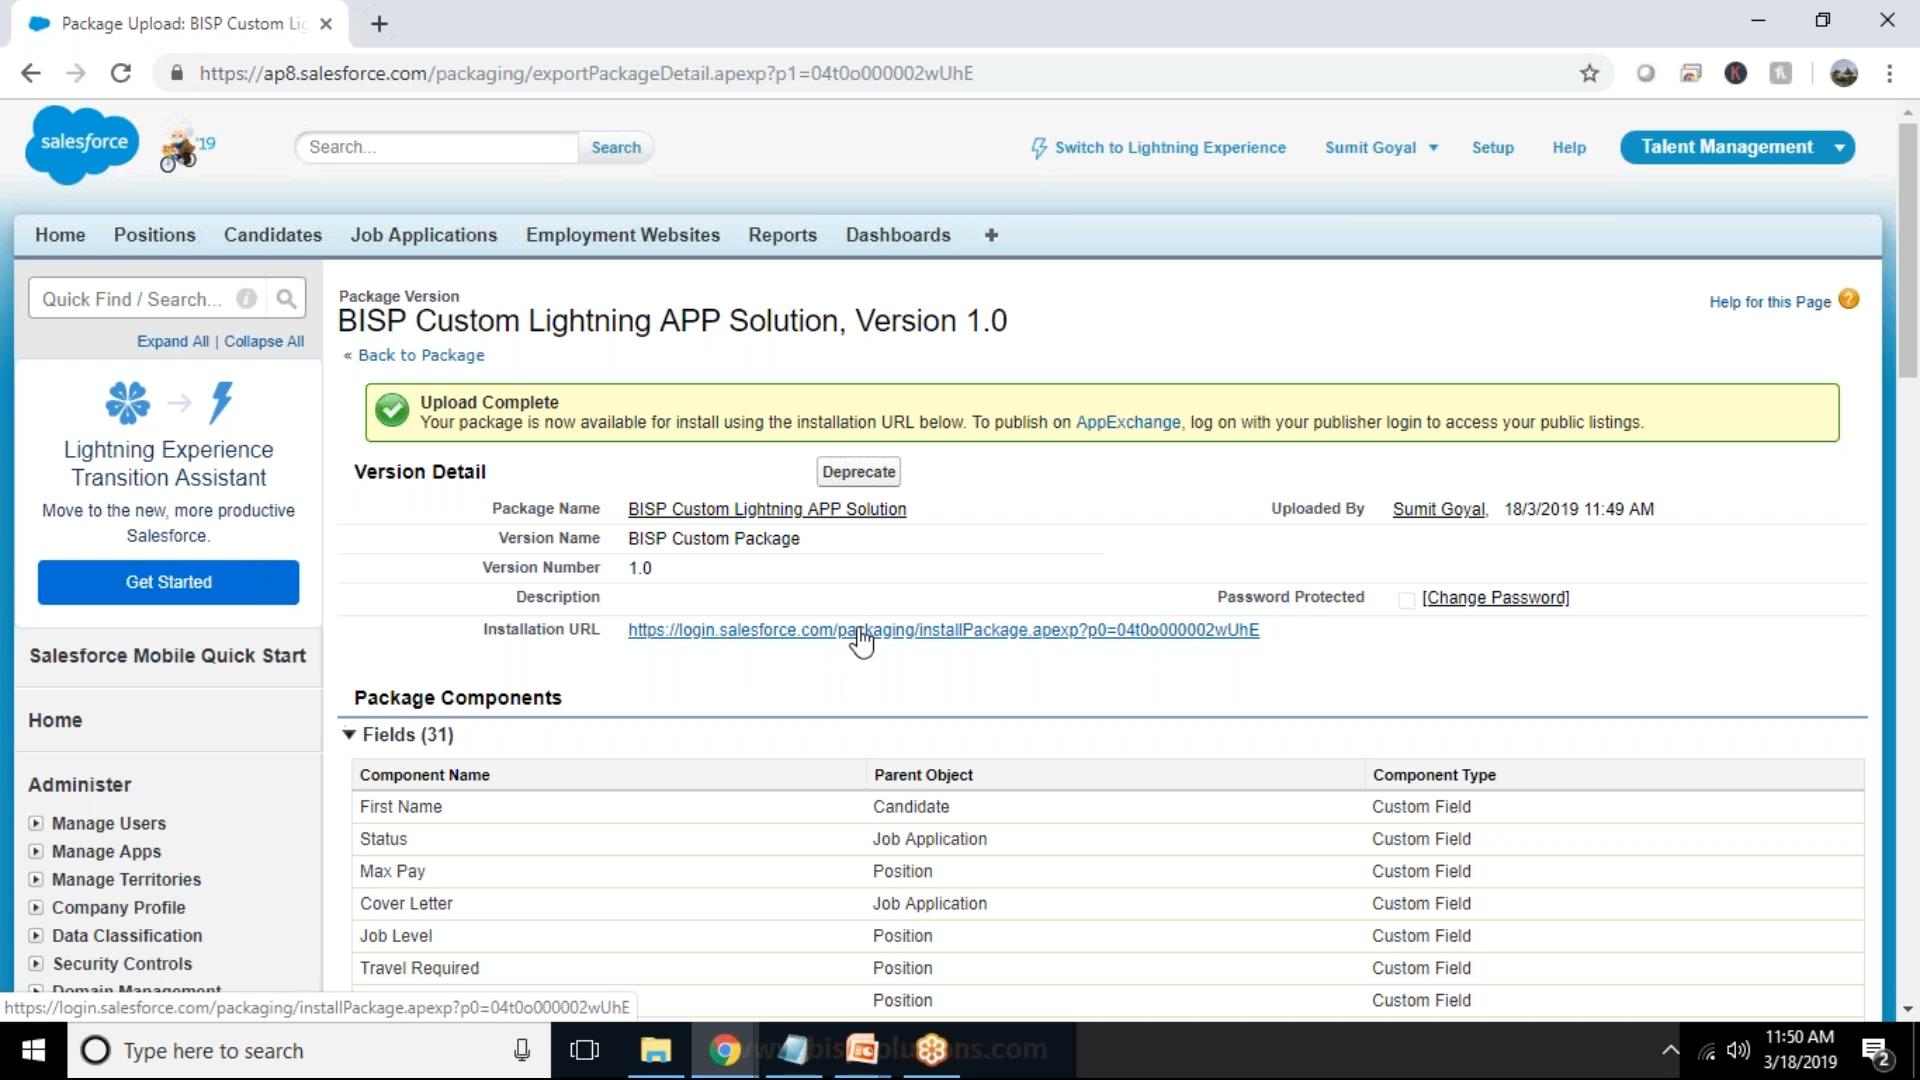 Package Upload: BISP Custom Lig
https://ap8.salesforce.com/packaging/exportPackageDetail.apexp?p1=04t0o000002wUhE
salesforce
'19
Search...
Search
Switch to Lightning Experience
Sumit Goyal
Setup
Help
Talent Management
Home
Positions
Candidates
Job Applications
Employment Websites
Reports
Dashboards
Quick Find / Search...
Expand All | Collapse All
Lightning Experience
Transition Assistant
Move to the new, more productive
Salesforce.
Get Started
Salesforce Mobile Quick Start
Home
Administer
Manage Users
Manage Apps
Manage Territories
Company Profile
Data Classification
Security Controls
Domain Management
Package Version
BISP Custom Lightning APP Solution, Version 1.0
« Back to Package
Help for this Page
Upload Complete
Your package is now available for install using the installation URL below. To publish on AppExchange, log on with your publisher login to access your public listings.
Version Detail
Deprecate
Package Name BISP Custom Lightning APP Solution
Uploaded By Sumit Goyal, 18/3/2019 11:49 AM
Version Name BISP Custom Package
Version Number 1.0
Description
Password Protected [Change Password]
Installation URL https://login.salesforce.com/packaging/installPackage.apexp?p0=04t0o000002wUhE
Package Components
Fields (31)
Component Name Parent Object Component Type
First Name Candidate Custom Field
Status Job Application Custom Field
Max Pay Position Custom Field
Cover Letter Job Application Custom Field
Job Level Position Custom Field
Travel Required Position Custom Field
Position Custom Field
https://login.salesforce.com/packaging/installPackage.apexp?p0=04t0o000002wUhE
Type here to search
11:50 AM
3/18/2019
2